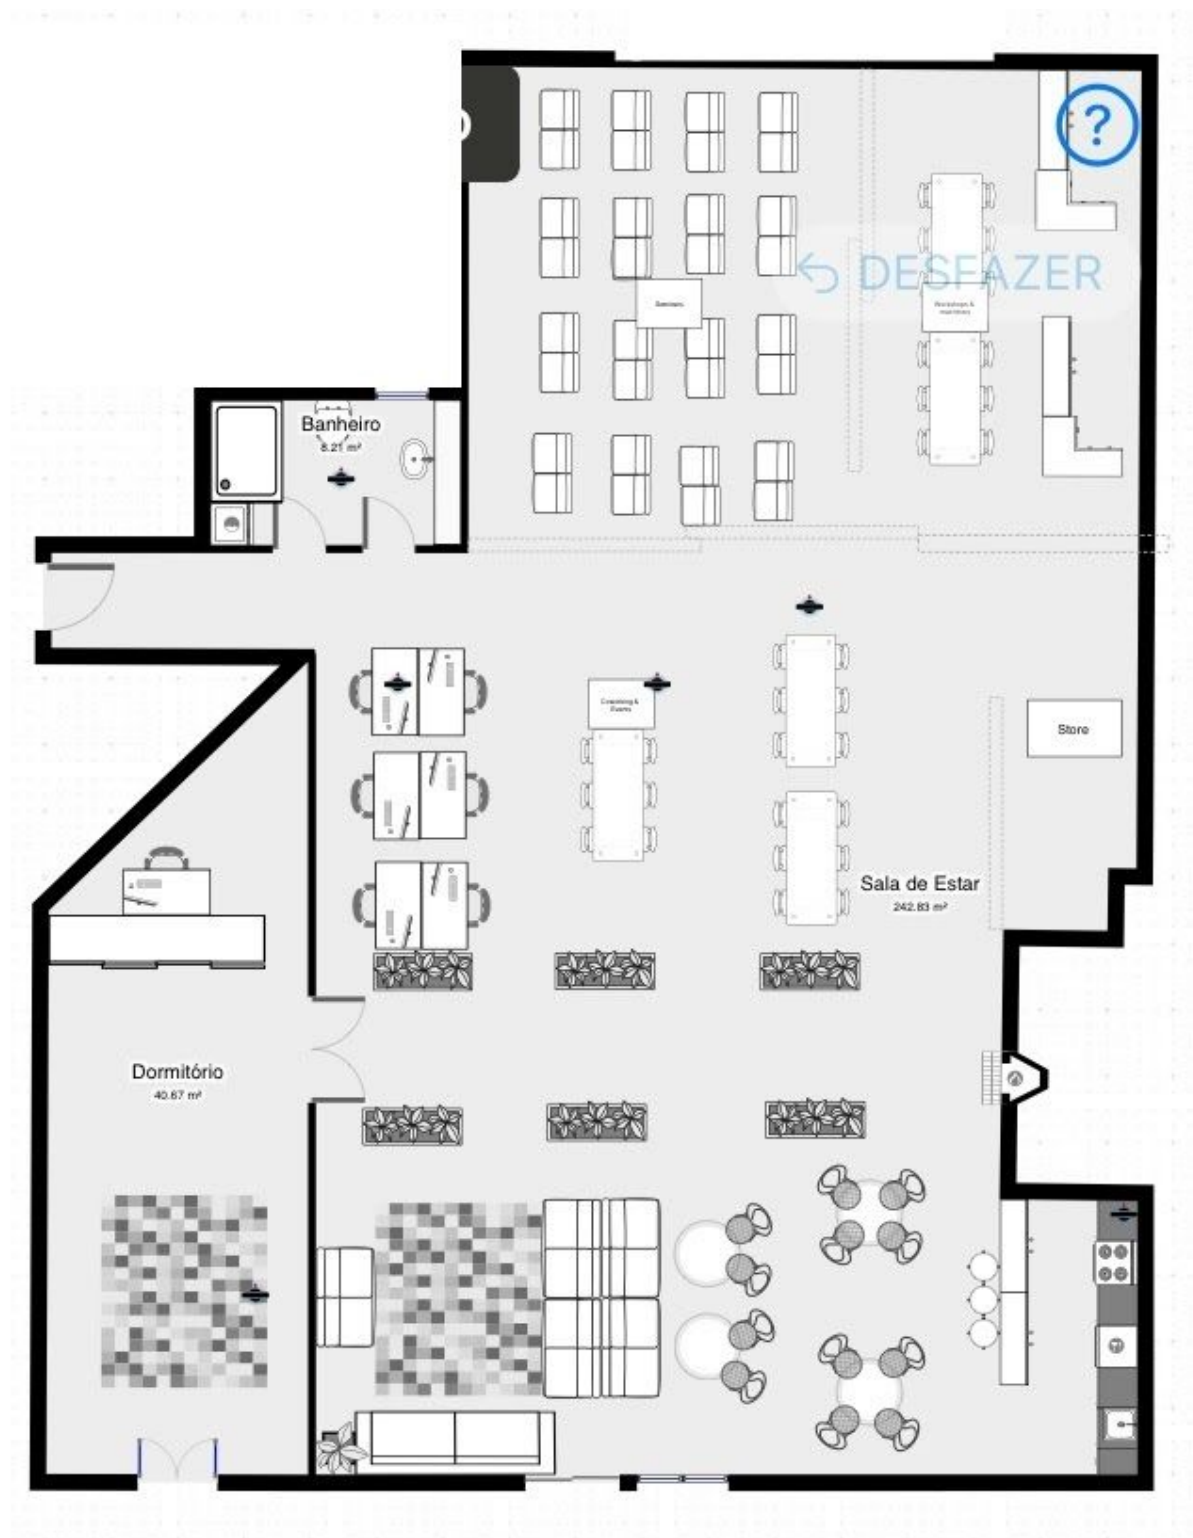 ?
DESFAZER
Seminars
Workshops &
Banheiro
8.21 m²
Coworking &
Events
Store
Sala de Estar
242.83 m²
Dormitório
40.67 m²